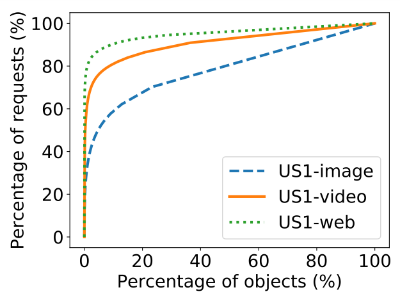 Percentage of requests (%)
100
80
60
40
20
0
US1-image
US1-video
US1-web
0 20 40 60 80 100
Percentage of objects (%)